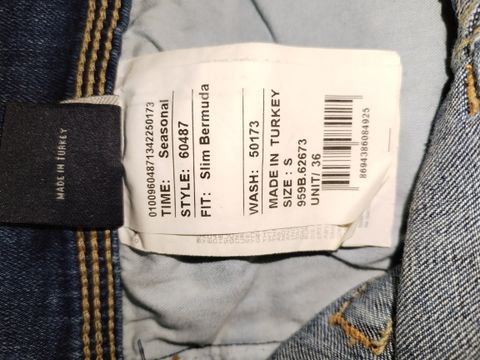 MADE IN TURKEY
01009604871342250173
TIME: Seasonal
STYLE: 60487
FIT: Slim Bermuda
WASH: 50173
MADE IN TURKEY
SIZE : S
959B.62673
UNIT/ 36
8694386084925